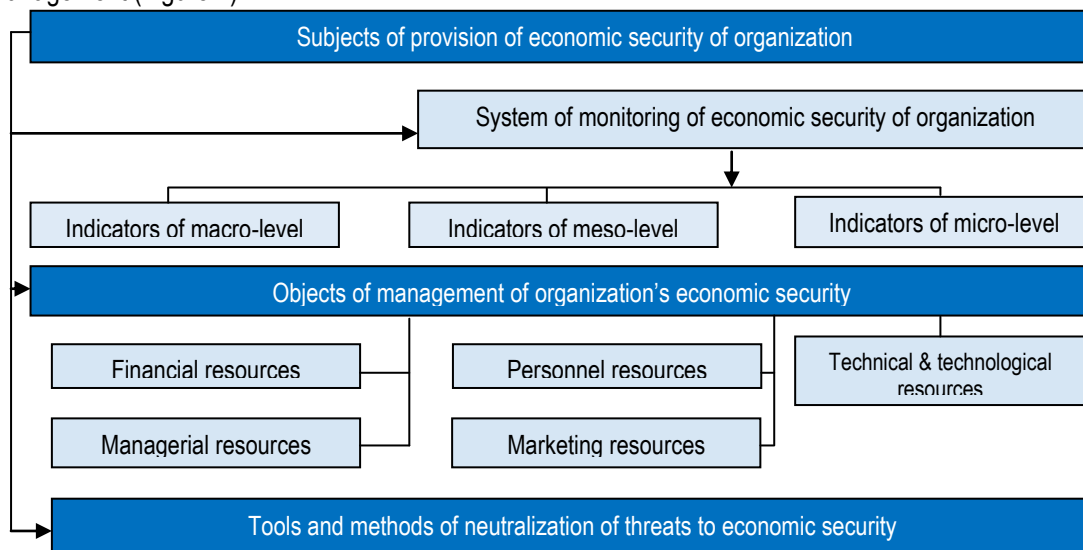 Subjects of provision of economic security of organization
System of monitoring of economic security of organization
Indicators of macro-level
Indicators of meso-level
Indicators of micro-level
Objects of management of organization's economic security
Financial resources
Personnel resources
Technical & technological
resources
Managerial resources
Marketing resources
Tools and methods of neutralization of threats to economic security